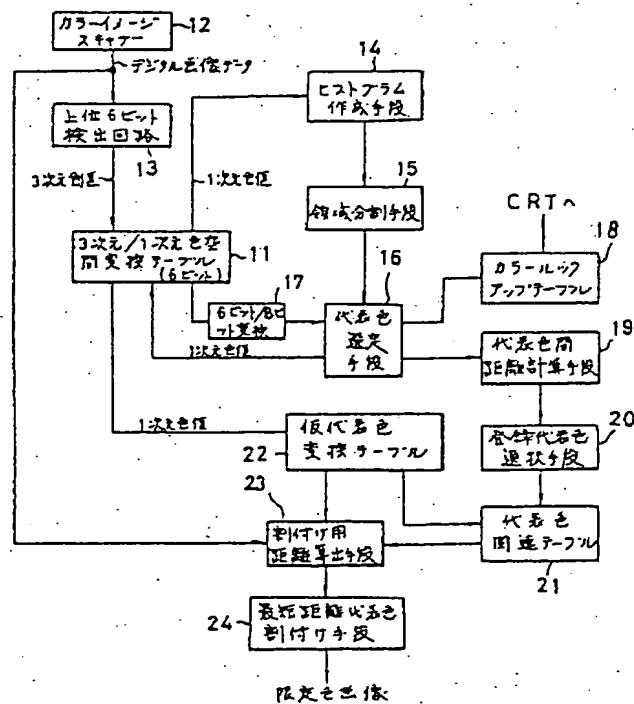 カラーイメージ
スキャナー
12
デジタル画像データ
上位6ビット
検出回路
13
3次元色値
1次元色値
14
ヒストグラム
作成手段
15
領域分割手段
3次元/1次元色空
間変換テーブル
(6ビット)
11
17
6ビット/8ビ
ット変換
1次元色値
16
代表色
選定
手段
CRTへ
18
カラールック
アップテーブル
19
代表色間
距離計算手段
20
登録代表色
選択手段
1次元色値
22
仮代表色
変換テーブル
代表色
関連テーブル
21
23
割付け用
距離算出手段
24
最短距離代表色
割付け手段
限定色画像